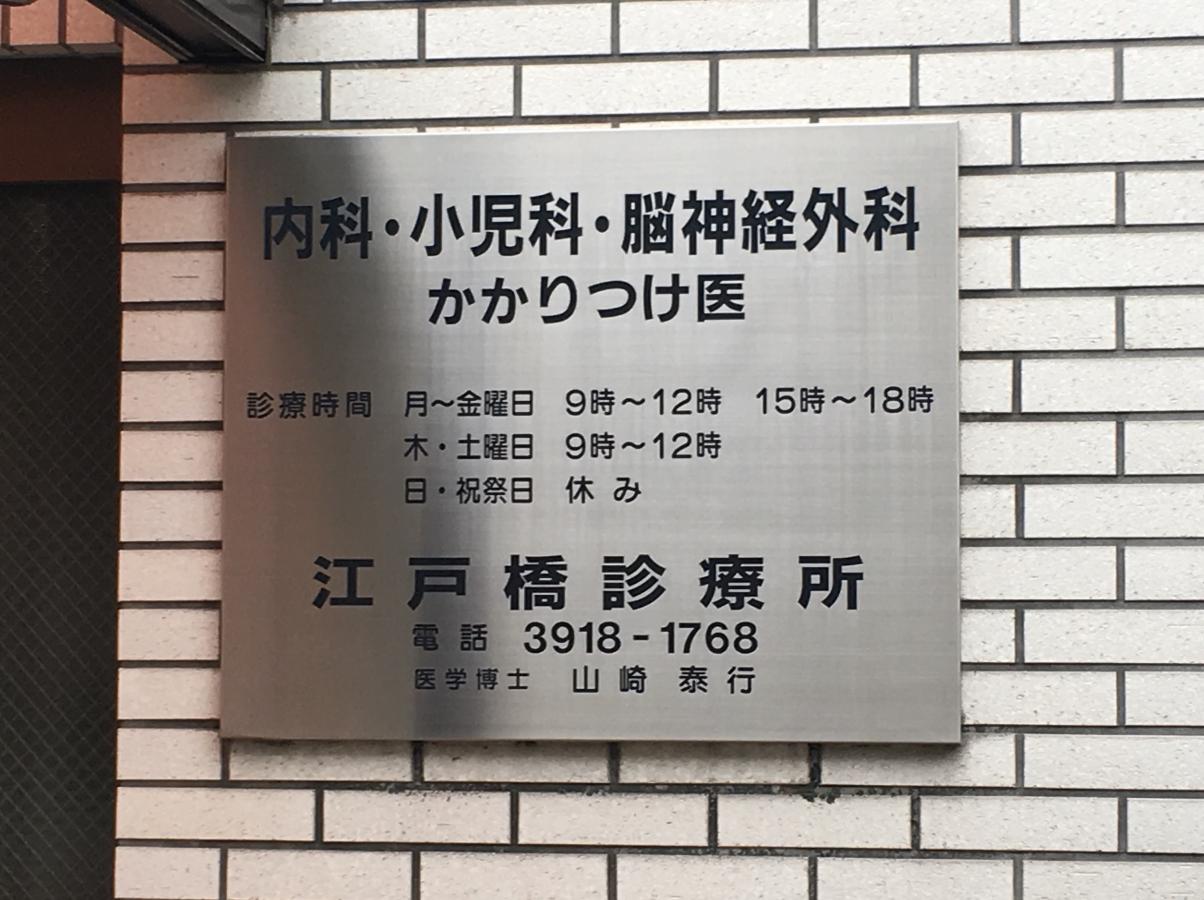 内科・小児科・脳神経外科
かかりつけ医
診療時間 月〜金曜日 9時〜12時 15時〜18時
木・土曜日 9時〜12時
日・祝祭日 休み
江戸橋診療所
電話 3918-1768
医学博士 山崎 泰行